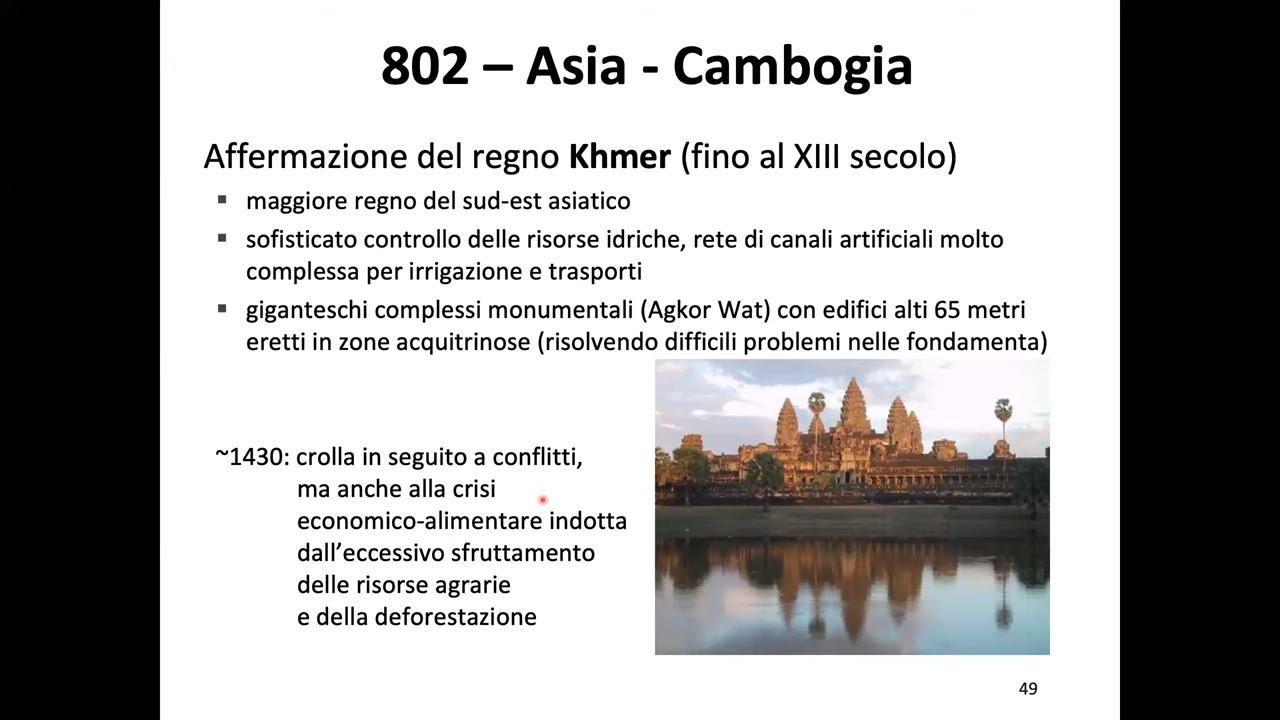 802 – Asia - Cambogia
Affermazione del regno Khmer (fino al XIII secolo)
▪ maggiore regno del sud-est asiatico
▪ sofisticato controllo delle risorse idriche, rete di canali artificiali molto
complessa per irrigazione e trasporti
▪ giganteschi complessi monumentali (Agkor Wat) con edifici alti 65 metri
eretti in zone acquitrinose (risolvendo difficili problemi nelle fondamenta)
~1430: crolla in seguito a conflitti,
ma anche alla crisi
economico-alimentare indotta
dall’eccessivo sfruttamento
delle risorse agrarie
e della deforestazione
49